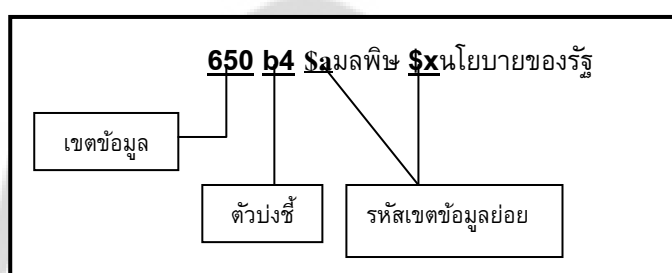 650 b4 $aมลพิษ $xนโยบายของรัฐ
เขตข้อมูล
ตัวบ่งชี้
รหัสเขตข้อมูลย่อย